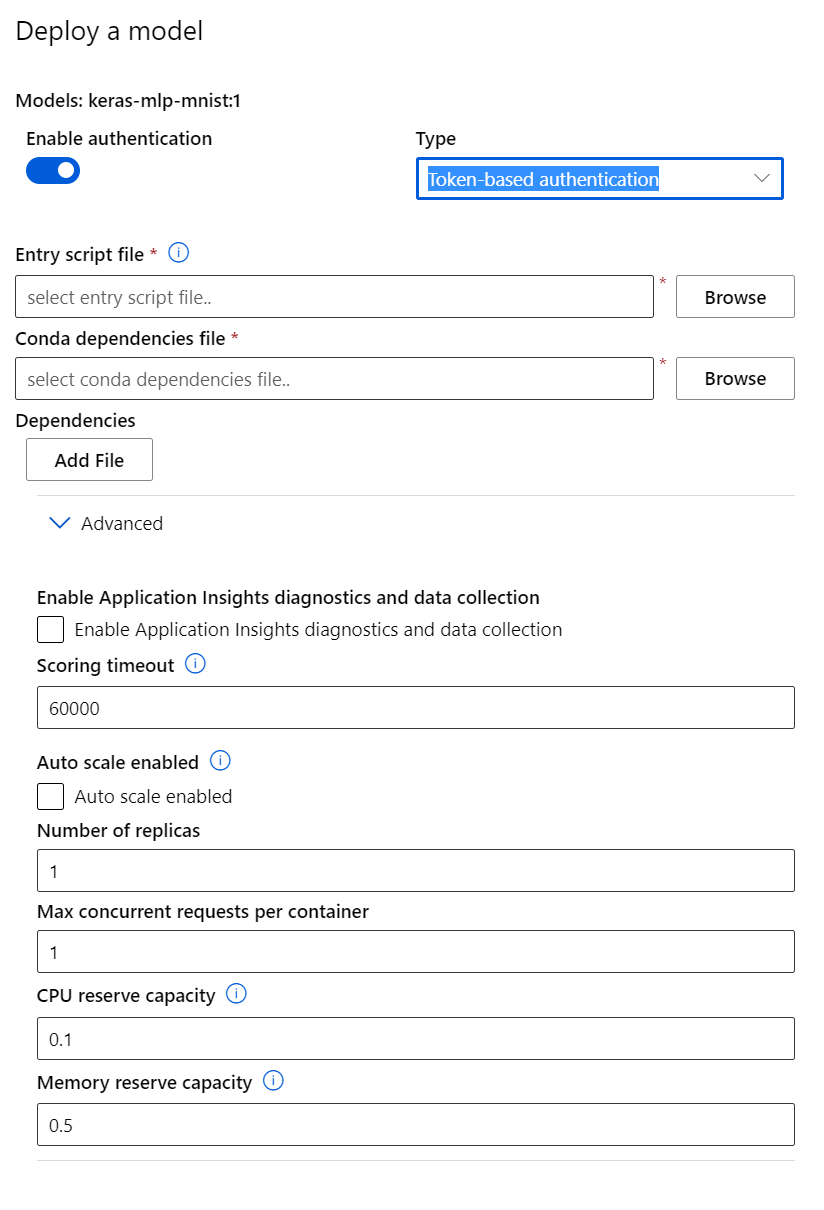 Deploy a model
Models: keras-mlp-mnist:1
Enable authentication
Type
Token-based authentication
Entry script file *
select entry script file..
*
Browse
Conda dependencies file *
select conda dependencies file..
*
Browse
Dependencies
Add File
Advanced
Enable Application Insights diagnostics and data collection
Enable Application Insights diagnostics and data collection
Scoring timeout
60000
Auto scale enabled
Auto scale enabled
Number of replicas
1
Max concurrent requests per container
1
CPU reserve capacity
0.1
Memory reserve capacity
0.5